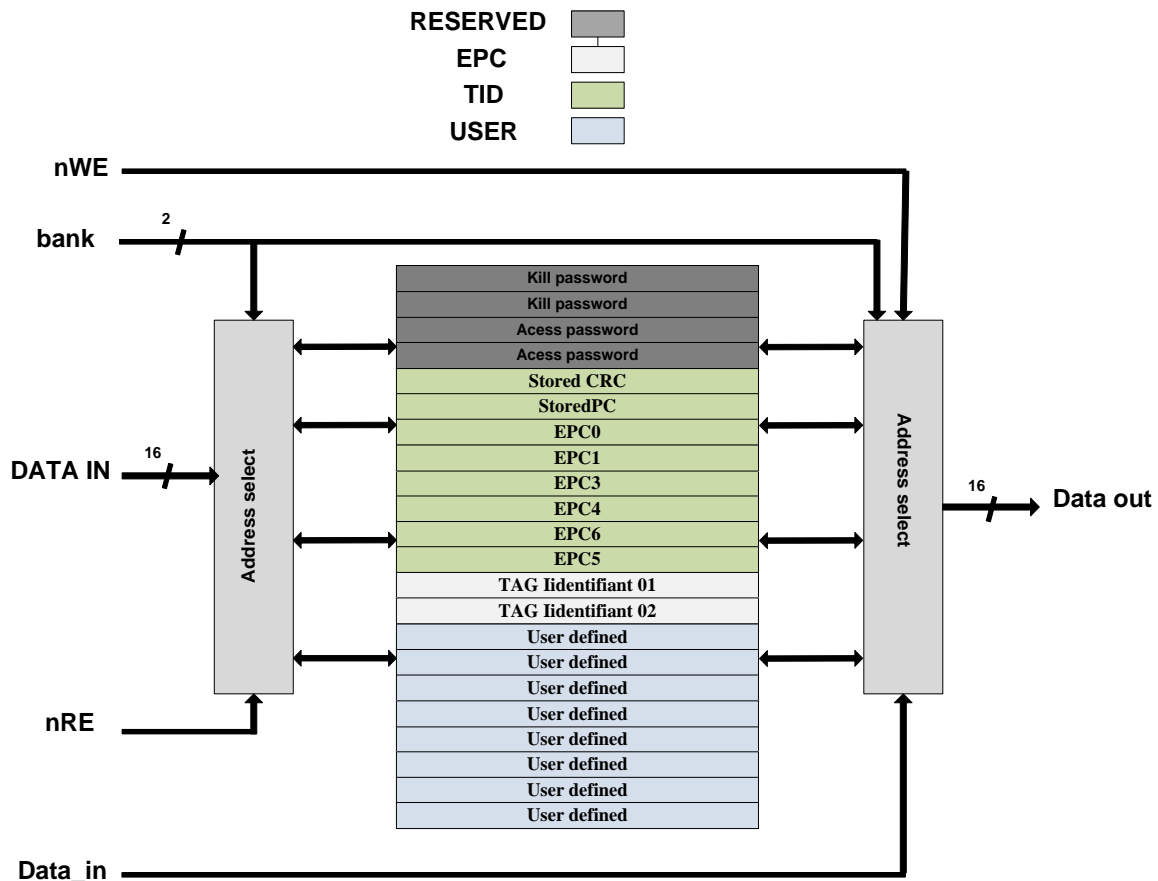 RESERVED
EPC
TID
USER
nWE
bank
2
Kill password
Kill password
Acess password
Acess password
Stored CRC
StoredPC
EPC0
EPC1
EPC3
EPC4
EPC6
EPC5
TAG Iidentifiant 01
TAG Iidentifiant 02
User defined
User defined
User defined
User defined
User defined
User defined
User defined
User defined
Address select
Address select
DATA IN
16
16
Data out
nRE
Data_in